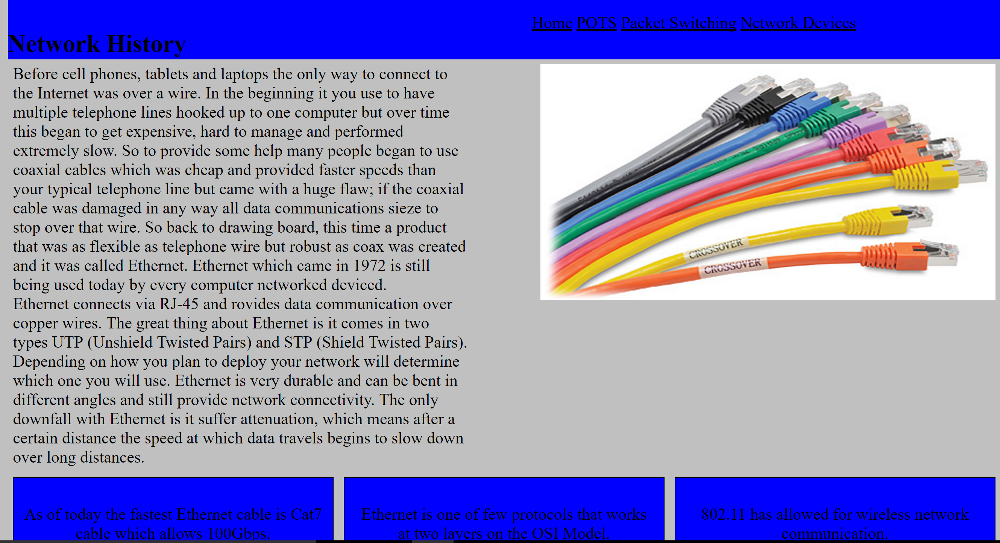 Home POTS Packet Switching Network Devices
Network History
Before cell phones, tablets and laptops the only way to connect to
the Internet was over a wire. In the beginning it you use to have
multiple telephone lines hooked up to one computer but over time
this began to get expensive, hard to manage and performed
extremely slow. So to provide some help many people began to use
coaxial cables which was cheap and provided faster speeds than
your typical telephone line but came with a huge flaw; if the coaxial
cable was damaged in any way all data communications sieze to
stop over that wire. So back to drawing board, this time a product
that was as flexible as telephone wire but robust as coax was created
and it was called Ethernet. Ethernet which came in 1972 is still
being used today by every computer networked deviced.
Ethernet connects via RJ-45 and rovides data communication over
copper wires. The great thing about Ethernet is it comes in two
types UTP (Unshield Twisted Pairs) and STP (Shield Twisted Pairs).
Depending on how you plan to deploy your network will determine
which one you will use. Ethernet is very durable and can be bent in
different angles and still provide network connectivity. The only
downfall with Ethernet is it suffer attenuation, which means after a
certain distance the speed at which data travels begins to slow down
over long distances.
CROSSOVER
CROSSOVER
As of today the fastest Ethernet cable is Cat7
cable which allows 100Gbps.
Ethernet is one of few protocols that works
at two layers on the OSI Model.
802.11 has allowed for wireless network
communication.